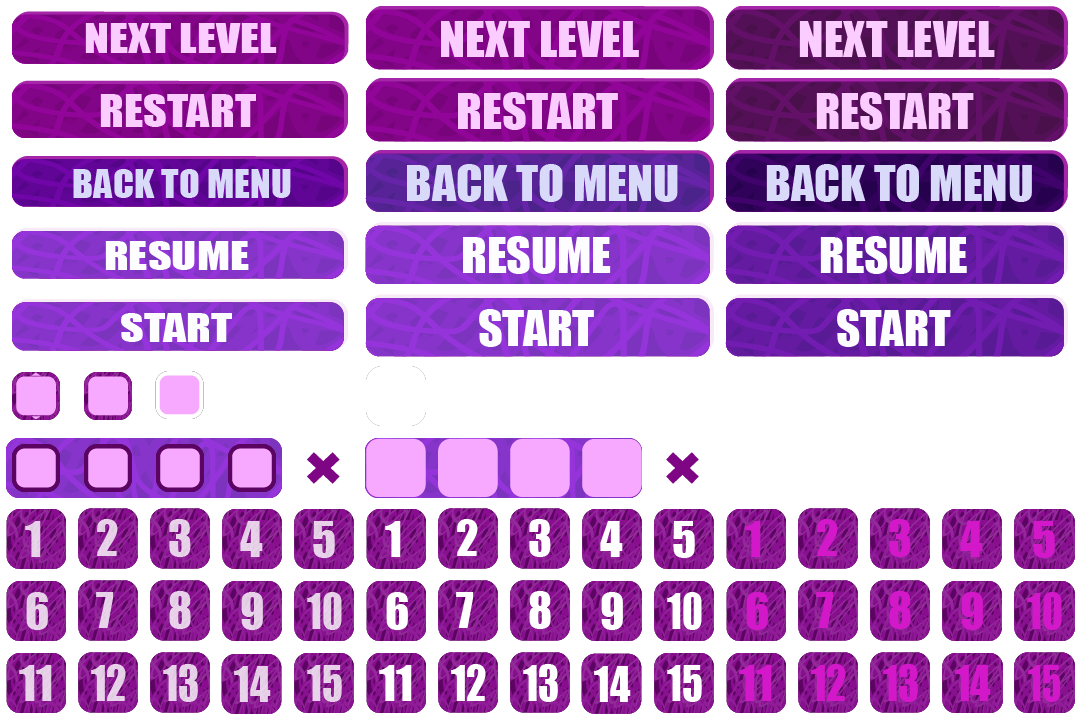 NEXT LEVEL NEXT LEVEL NEXT LEVEL
RESTART RESTART RESTART
BACK TO MENU BACK TO MENU BACK TO MENU
RESUME RESUME RESUME
START START START
1 2 3 4 5 1 2 3 4 5 1 2 3 4 5
6 7 8 9 10 6 7 8 9 10 6 7 8 9 10
11 12 13 14 15 11 12 13 14 15 11 12 13 14 15